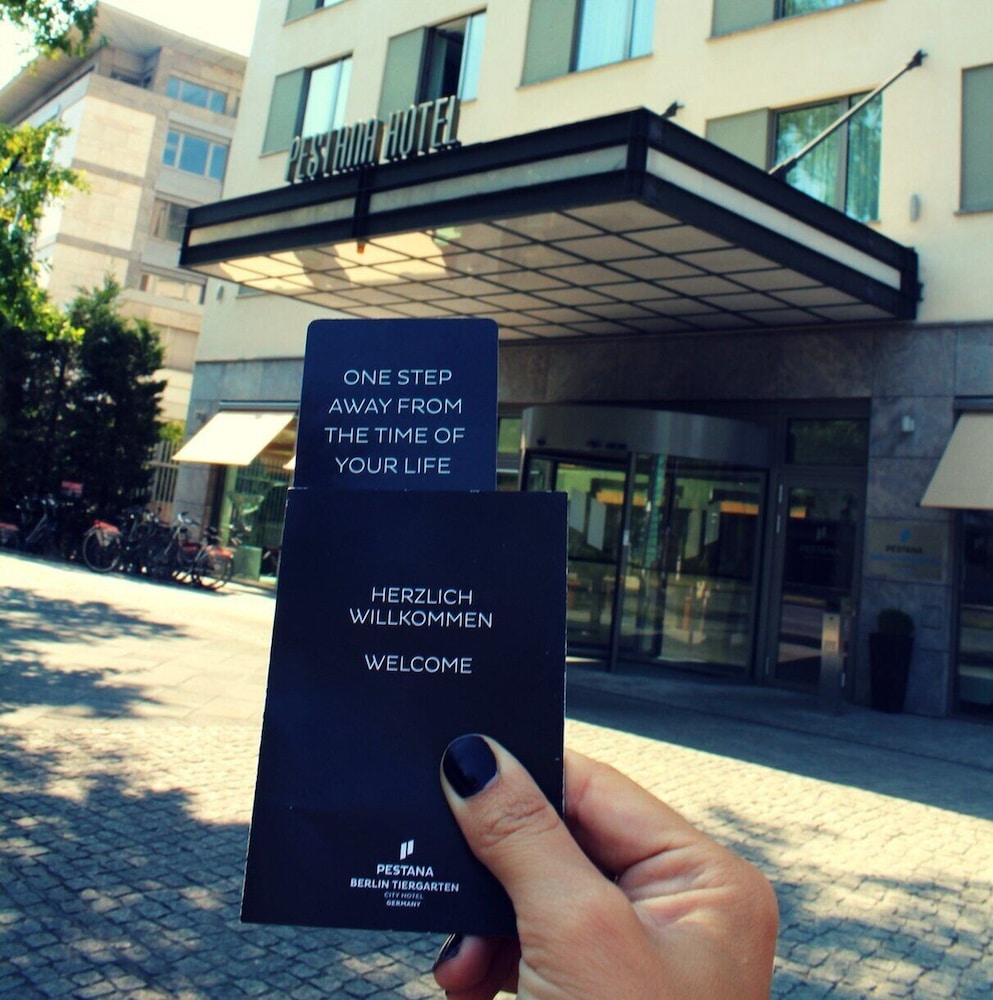 PESTANA HOTEL
ONE STEP
AWAY FROM
THE TIME OF
YOUR LIFE
HERZLICH
WILLKOMMEN
WELCOME
PESTANA
BERLIN TIERGARTEN
CITY HOTEL
GERMANY
PESTANA